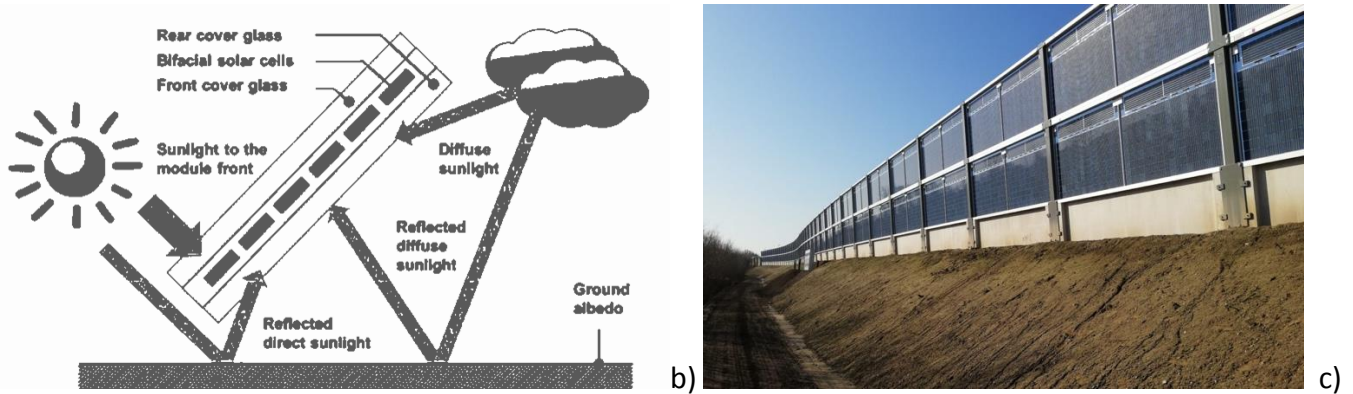 Rear cover glass
Bifacial solar cells
Front cover glass
Sunlight to the
module front
Diffuse
sunlight
Reflected
diffuse
sunlight
Ground
albedo
Reflected
direct sunlight
b)
c)